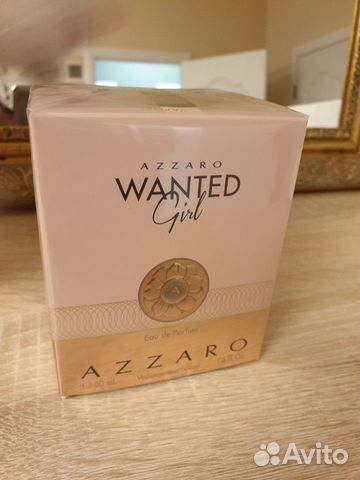 AZZARO
WANTED
Girl
A
Eau de Parfum
AZZARO
Avito